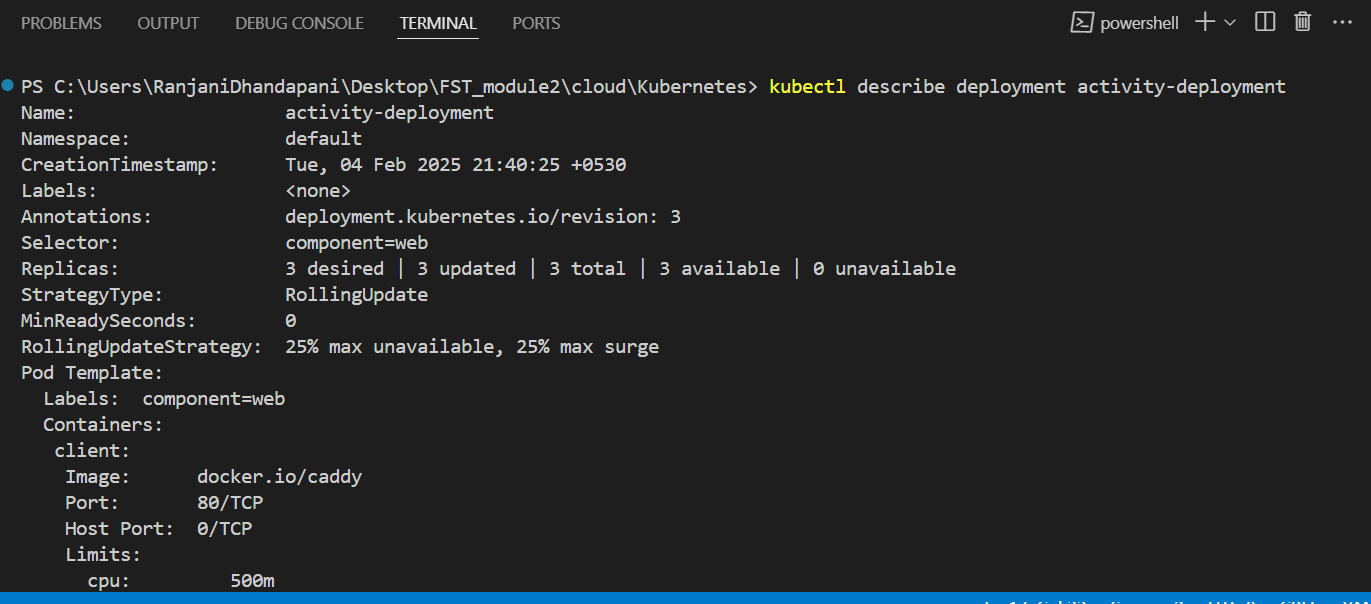 PROBLEMS OUTPUT DEBUG CONSOLE TERMINAL PORTS powershell
PS C:\Users\RanjaniDhandapani\Desktop\FST_module2\cloud\Kubernetes> kubectl describe deployment activity-deployment
Name: activity-deployment
Namespace: default
CreationTimestamp: Tue, 04 Feb 2025 21:40:25 +0530
Labels: <none>
Annotations: deployment.kubernetes.io/revision: 3
Selector: component=web
Replicas: 3 desired | 3 updated | 3 total | 3 available | 0 unavailable
StrategyType: RollingUpdate
MinReadySeconds: 0
RollingUpdateStrategy: 25% max unavailable, 25% max surge
Pod Template:
Labels: component=web
Containers:
client:
Image: docker.io/caddy
Port: 80/TCP
Host Port: 0/TCP
Limits:
cpu: 500m